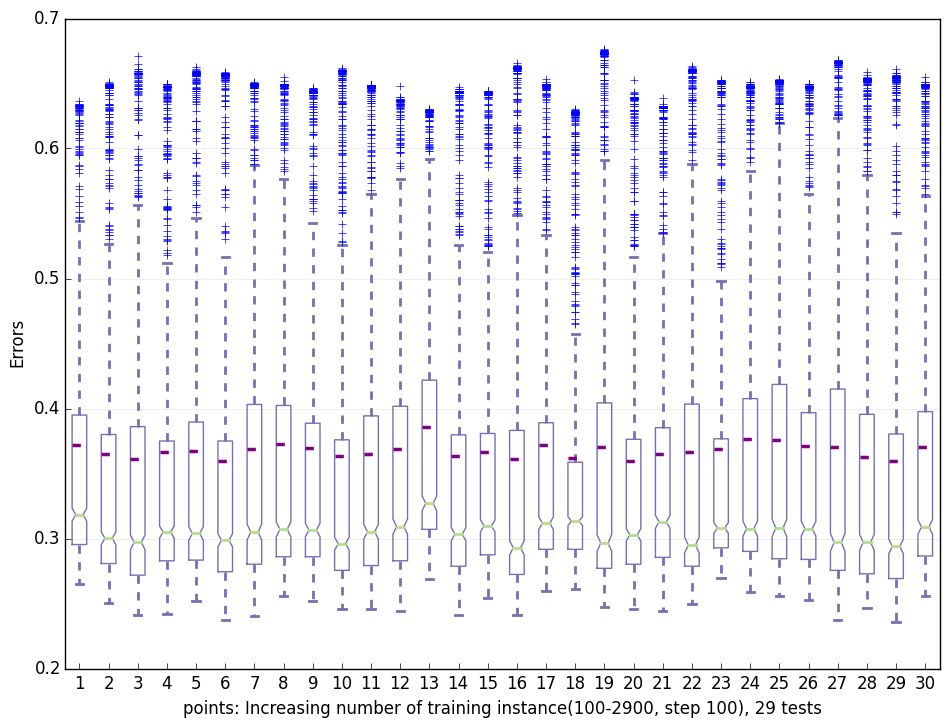 0.7
0.6
0.5
0.4
0.3
0.2
Errors
1 2 3 4 5 6 7 8 9 10 11 12 13 14 15 16 17 18 19 20 21 22 23 24 25 26 27 28 29 30
points: Increasing number of training instance(100-2900, step 100), 29 tests